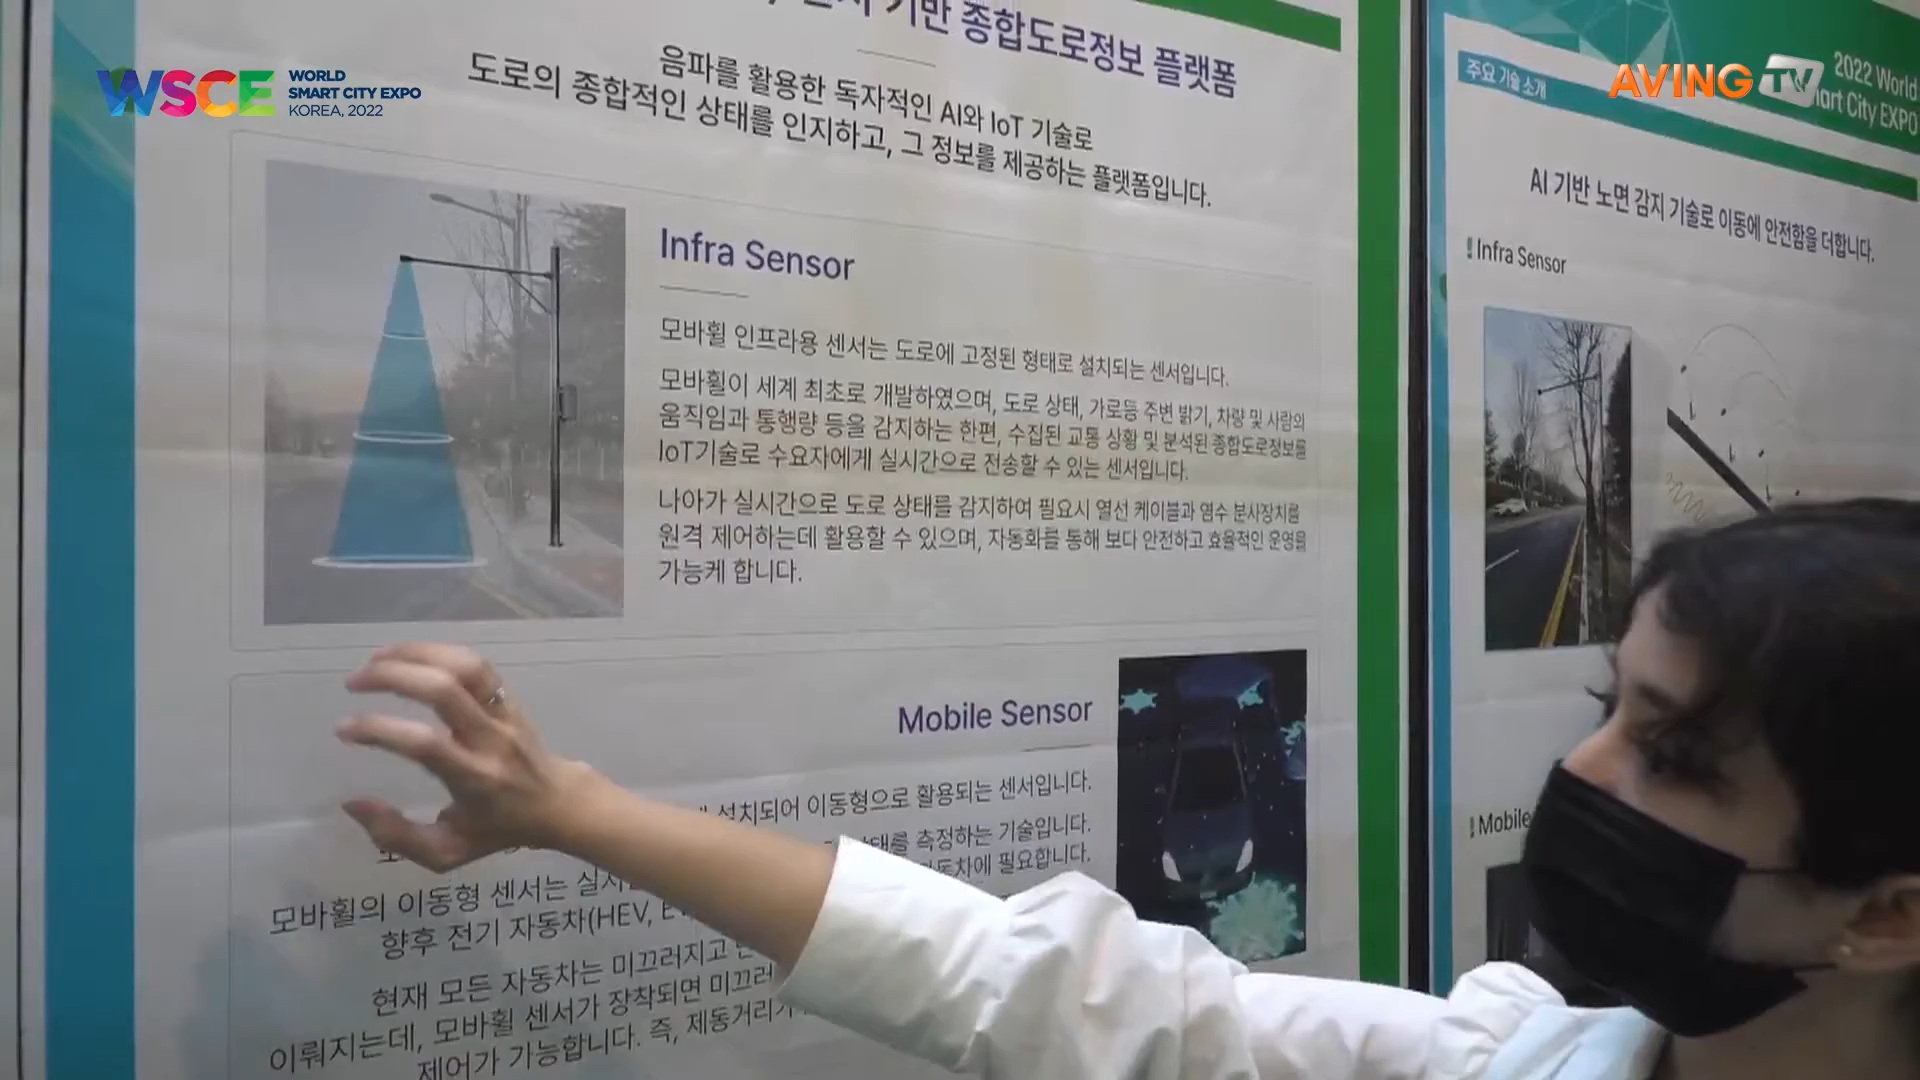 WSCE
WORLD
SMART CITY EXPO
KOREA, 2022
AVING TV
기반 종합도로정보 플랫폼
음파를 활용한 독자적인 AI와 IoT 기술로
도로의 종합적인 상태를 인지하고, 그 정보를 제공하는 플랫폼입니다.
Infra Sensor
모바휠 인프라용 센서는 도로에 고정된 형태로 설치되는 센서입니다.
모바휠이 세계 최초로 개발하였으며, 도로 상태, 가로등 주변 밝기, 차량 및 사람의
움직임과 통행량 등을 감지하는 한편, 수집된 교통 상황 및 분석된 종합도로정보를
IoT기술로 수요자에게 실시간으로 전송할 수 있는 센서입니다.
나아가 실시간으로 도로 상태를 감지하여 필요시 열선 케이블과 염수 분사장치를
원격 제어하는데 활용할 수 있으며, 자동화를 통해 보다 안전하고 효율적인 운영을
가능케 합니다.
Mobile Sensor
설치되어 이동형으로 활용되는 센서입니다.
측정하는 기술입니다.
필요합니다.
모바휠의 이동형 센서는
향후 전기 자동차(HEV,
현재 모든 자동차는 미끄러지고
이뤄지는데, 모바휠 센서가 장착되면
제어가 가능합니다. 즉,
2022 World
Smart City EXPO
주요 기술 소개
AI 기반 노면 감지 기술로 이동에 안전함을 더합니다.
Infra Sensor
Mobile